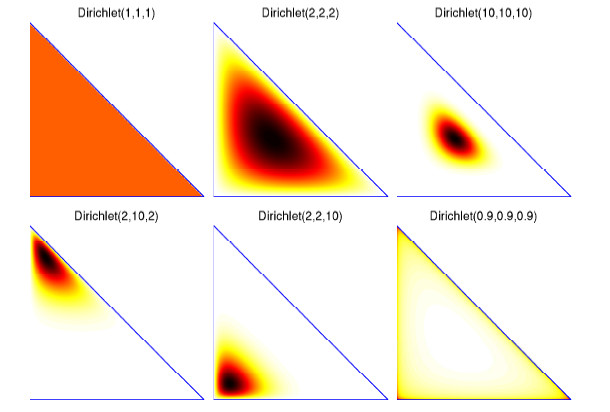 Dirichlet(1,1,1)
Dirichlet(2,2,2)
Dirichlet(10,10,10)
Dirichlet(2,10,2)
Dirichlet(2,2,10)
Dirichlet(0.9,0.9,0.9)